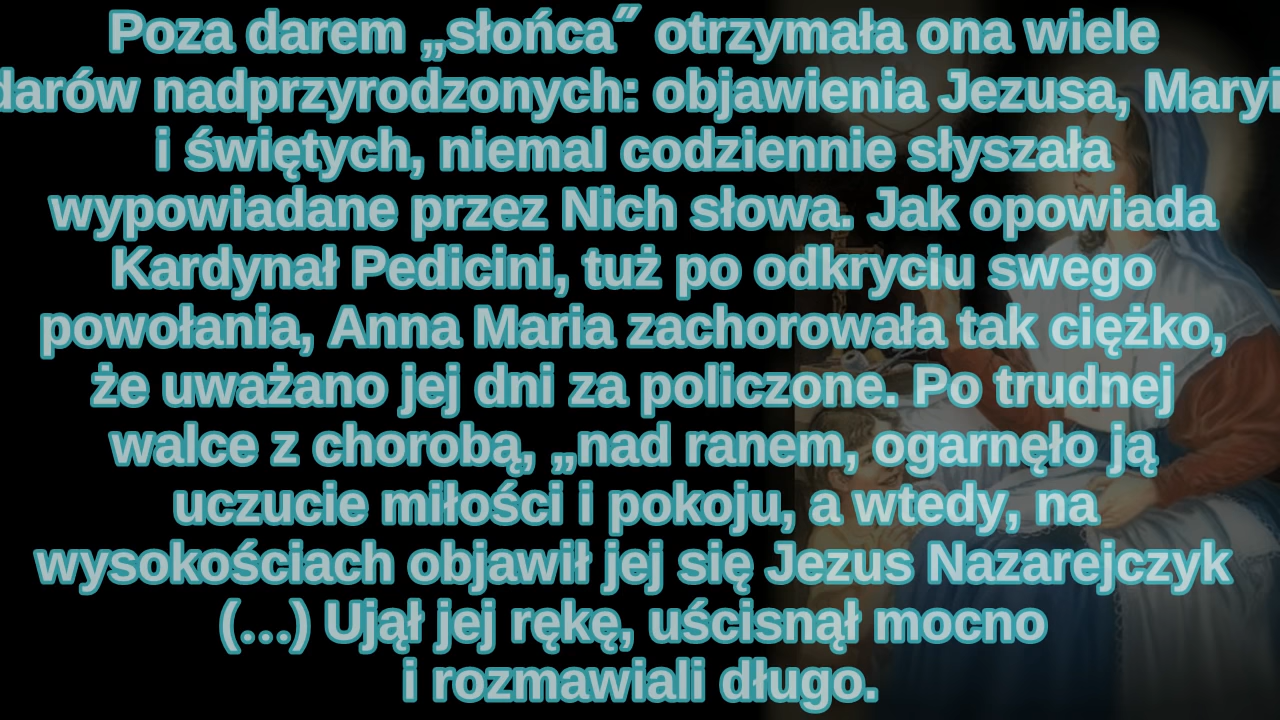 Poza darem „słońca˝ otrzymała ona wiele
darów nadprzyrodzonych: objawienia Jezusa, Maryi
i świętych, niemal codziennie słyszała
wypowiadane przez Nich słowa. Jak opowiada
Kardynał Pedicini, tuż po odkryciu swego
powołania, Anna Maria zachorowała tak ciężko,
że uważano jej dni za policzone. Po trudnej
walce z chorobą, „nad ranem, ogarnęło ją
uczucie miłości i pokoju, a wtedy, na
wysokościach objawił jej się Jezus Nazarejczyk
(…) Ujął jej rękę, uścisnął mocno
i rozmawiali długo.